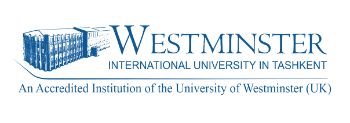 WESTMINSTER
INTERNATIONAL UNIVERSITY IN TASHKENT
An Accredited Institution of the University of Westminster (UK)